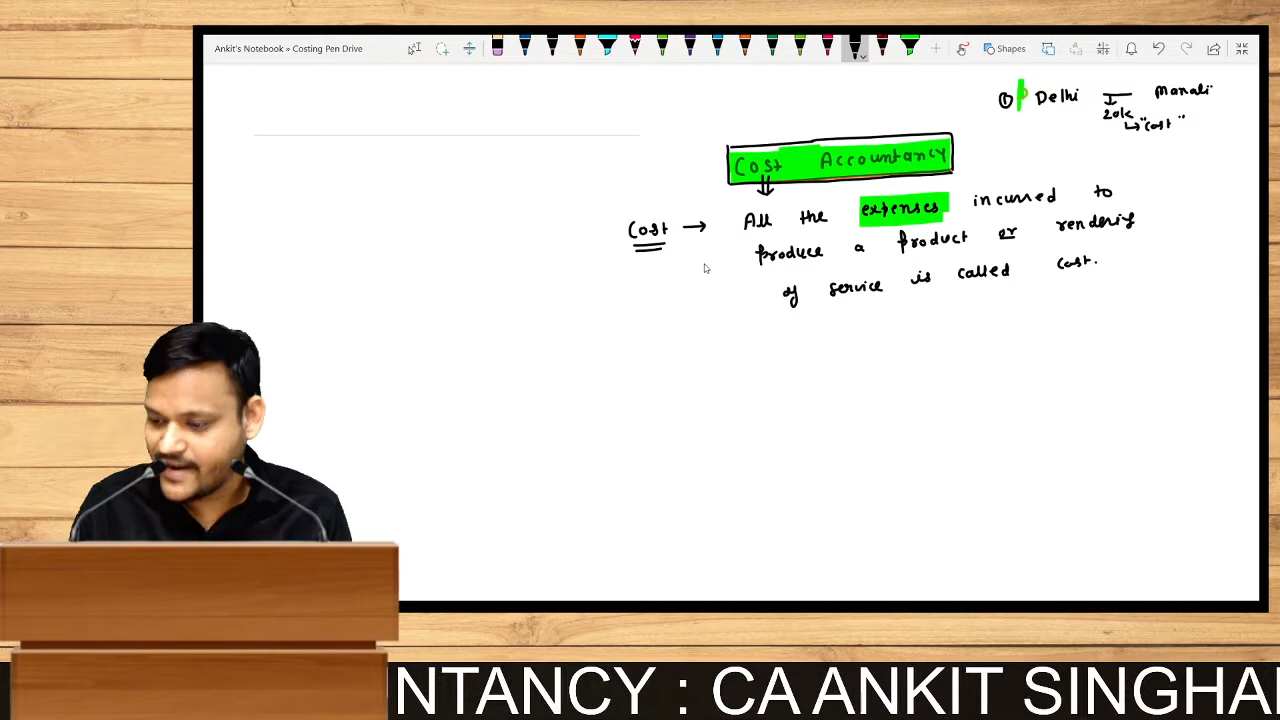 Ankit's Notebook » Costing Pen Drive
Shapes
① Delhi — Manali
20k
↳ "Cost"
Cost Accountancy
Cost → All the expenses incurred to
produce a product or rendering
of service is called cost.
NTANCY : CA ANKIT SINGHA